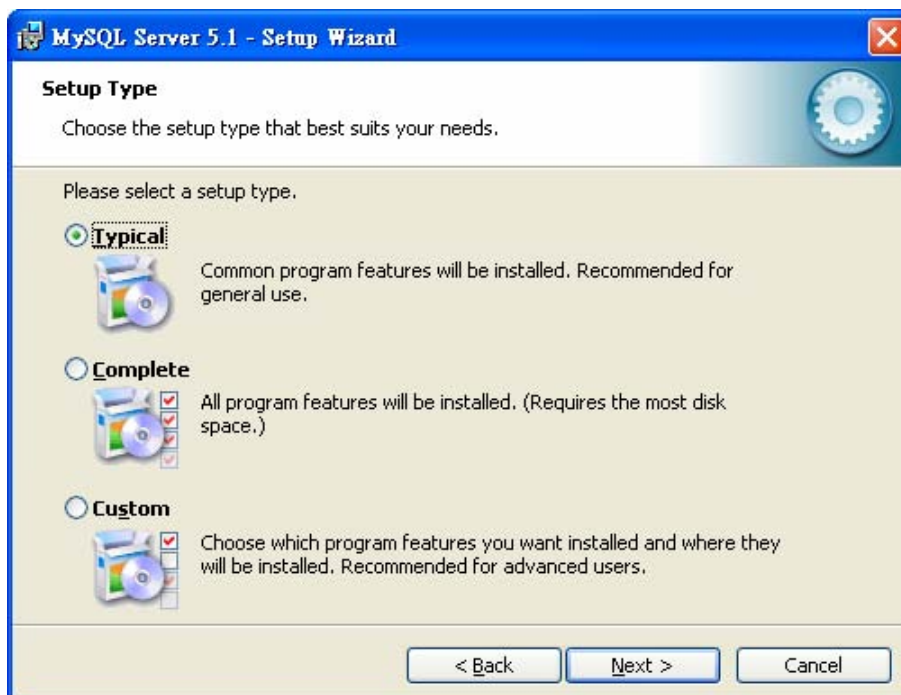 MySQL Server 5.1 - Setup Wizard
Setup Type
Choose the setup type that best suits your needs.
Please select a setup type.
Typical
Common program features will be installed. Recommended for
general use.
Complete
All program features will be installed. (Requires the most disk
space.)
Custom
Choose which program features you want installed and where they
will be installed. Recommended for advanced users.
< Back
Next >
Cancel